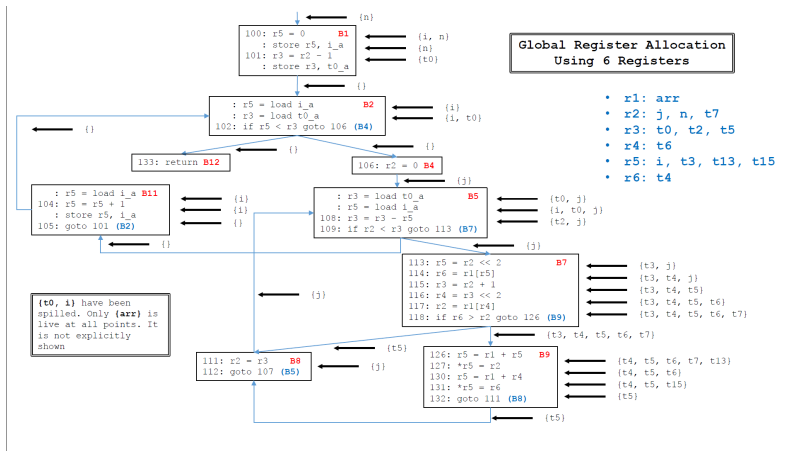 {n}
100: r5 = 0 B1
: store r5, i_a
101: r3 = r2 - 1
: store r3, t0_a
{i, n}
{n}
{t0}
Global Register Allocation
Using 6 Registers
• r1: arr
• r2: j, n, t7
• r3: t0, t2, t5
• r4: t6
• r5: i, t3, t13, t15
• r6: t4
{}
: r5 = load i_a B2
: r3 = load t0_a
102: if r5 < r3 goto 106 (B4)
{i}
{i, t0}
{}
{}
{}
133: return B12
106: r2 = 0 B4
{j}
: r5 = load i_a B11
104: r5 = r5 + 1
: store r5, i_a
105: goto 101 (B2)
{i}
{i}
{}
: r3 = load t0_a B5
: r5 = load i_a
108: r3 = r3 - r5
109: if r2 < r3 goto 113 (B7)
{t0, j}
{i, t0, j}
{t2, j}
{}
{j}
113: r5 = r2 << 2 B7
114: r6 = r1[r5]
115: r3 = r2 + 1
116: r4 = r3 << 2
117: r2 = r1[r4]
118: if r6 > r2 goto 126 (B9)
{t3, j}
{t3, t4, j}
{t3, t4, t5}
{t3, t4, t5, t6}
{t3, t4, t5, t6, t7}
{t0, i} have been
spilled. Only {arr} is
live at all points. It
is not explicitly
shown
{j}
{t3, t4, t5, t6, t7}
{t5}
111: r2 = r3 B8
112: goto 107 (B5)
{j}
126: r5 = r1 + r5 B9
127: *r5 = r2
130: r5 = r1 + r4
131: *r5 = r6
132: goto 111 (B8)
{t4, t5, t6, t7, t13}
{t4, t5, t6}
{t4, t5, t15}
{t5}
{t5}